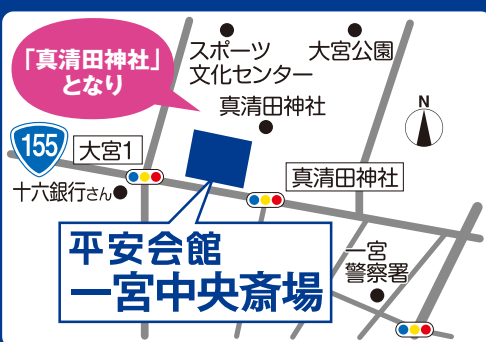 「真清田神社」
となり
スポーツ
文化センター
大宮公園
真清田神社
N
155
大宮1
真清田神社
十六銀行さん
平安会館
一宮中央斎場
一宮
警察署